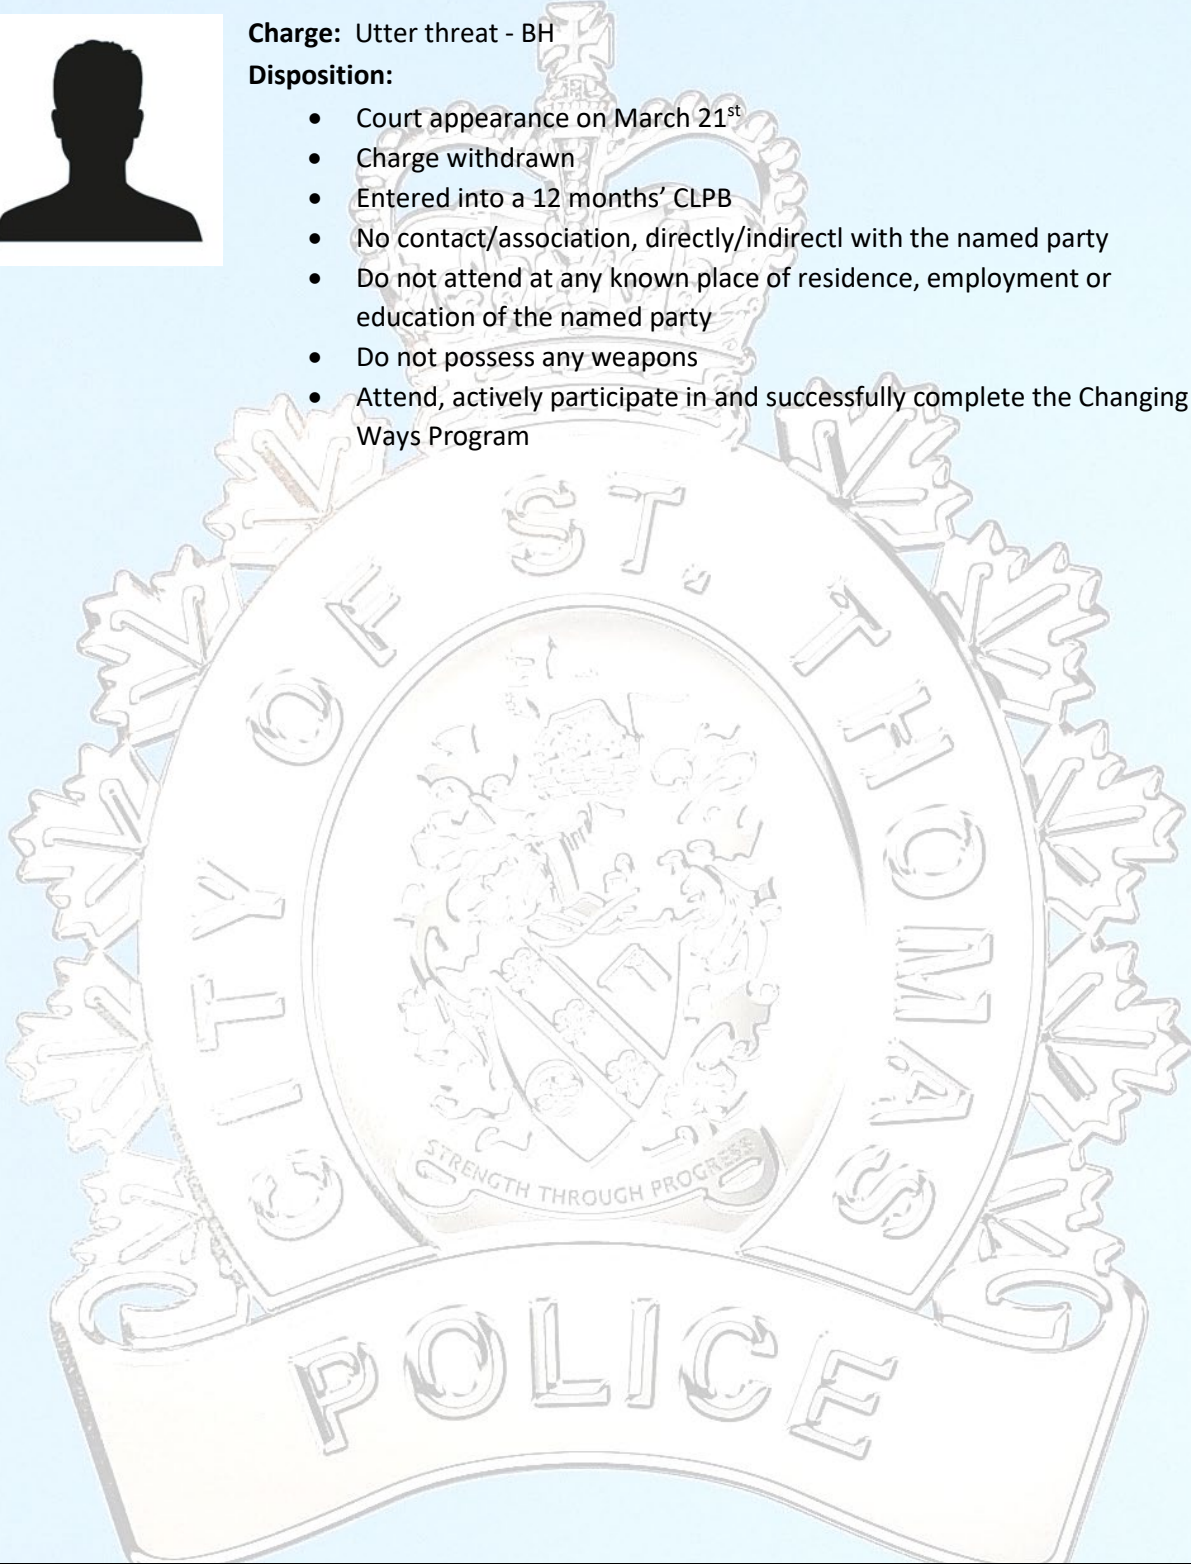 Charge: Utter threat - BH
Disposition:
• Court appearance on March 21st
• Charge withdrawn
• Entered into a 12 months’ CLPB
• No contact/association, directly/indirectl with the named party
• Do not attend at any known place of residence, employment or
education of the named party
• Do not possess any weapons
• Attend, actively participate in and successfully complete the Changing
Ways Program
CITY OF ST. THOMAS
STRENGTH THROUGH PROGRESS
POLICE